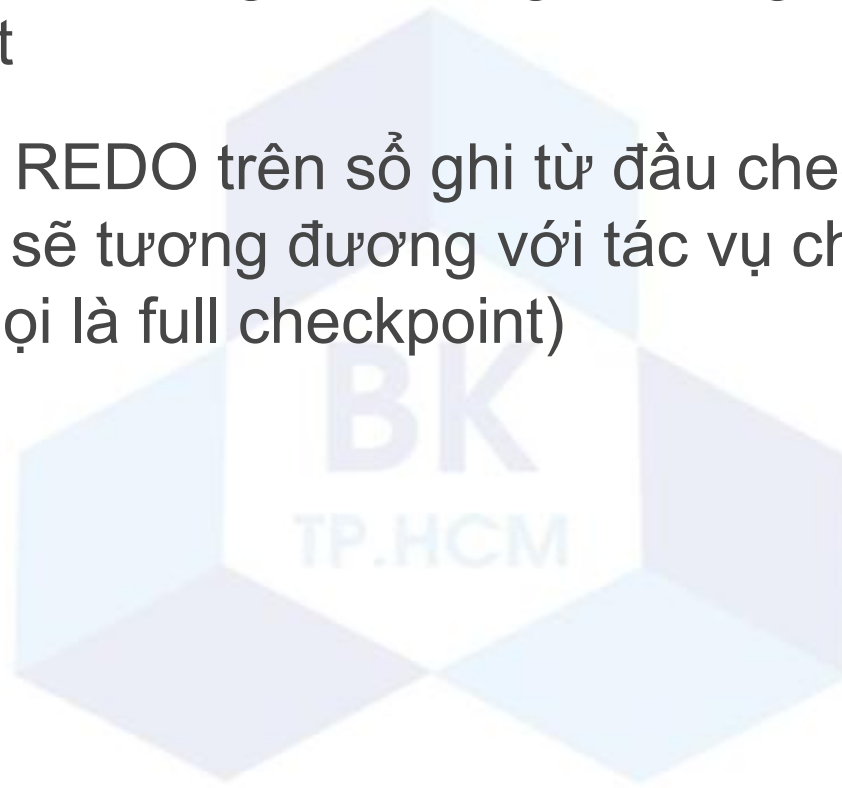 t
REDO trên sổ ghi từ đầu che
sẽ tương đương với tác vụ ch
ọi là full checkpoint)
BK
TP.HCM